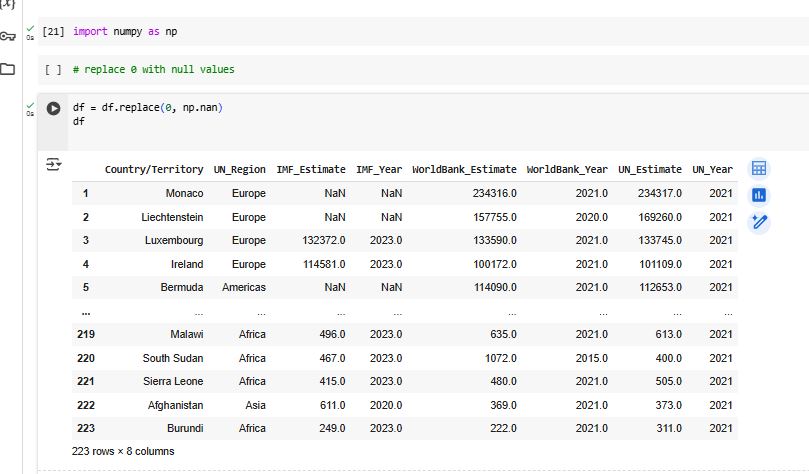 {x}
0s [21] import numpy as np
[ ] # replace 0 with null values
0s df = df.replace(0, np.nan)
df
Country/Territory UN_Region IMF_Estimate IMF_Year WorldBank_Estimate WorldBank_Year UN_Estimate UN_Year
1 Monaco Europe NaN NaN 234316.0 2021.0 234317.0 2021
2 Liechtenstein Europe NaN NaN 157755.0 2020.0 169260.0 2021
3 Luxembourg Europe 132372.0 2023.0 133590.0 2021.0 133745.0 2021
4 Ireland Europe 114581.0 2023.0 100172.0 2021.0 101109.0 2021
5 Bermuda Americas NaN NaN 114090.0 2021.0 112653.0 2021
... ... ... ... ... ... ... ... ...
219 Malawi Africa 496.0 2023.0 635.0 2021.0 613.0 2021
220 South Sudan Africa 467.0 2023.0 1072.0 2015.0 400.0 2021
221 Sierra Leone Africa 415.0 2023.0 480.0 2021.0 505.0 2021
222 Afghanistan Asia 611.0 2020.0 369.0 2021.0 373.0 2021
223 Burundi Africa 249.0 2023.0 222.0 2021.0 311.0 2021
223 rows × 8 columns